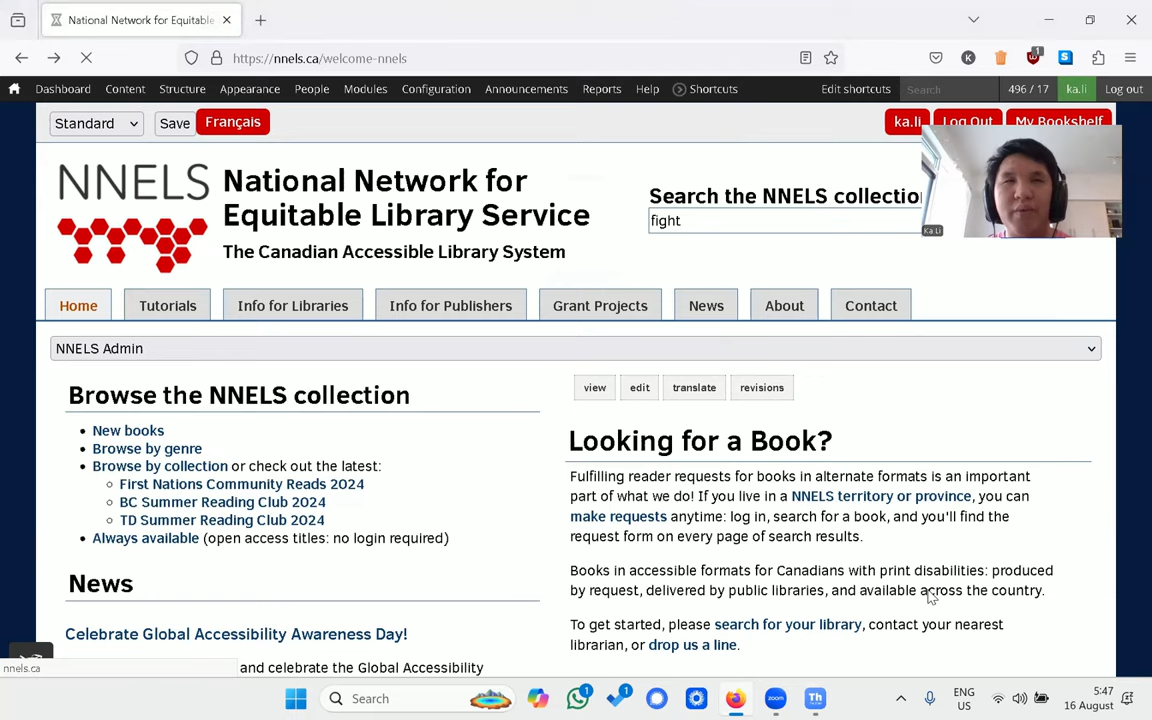 National Network for Equitable
https://nnels.ca/welcome-nnels
1
Dashboard Content Structure Appearance People Modules Configuration Announcements Reports Help Shortcuts Edit shortcuts Search 496 / 17 ka.li Log out
Standard Save Français ka.li Log Out My Bookshelf
NNELS
National Network for
Equitable Library Service
The Canadian Accessible Library System
Search the NNELS collectio
fight
Ka Li
Home Tutorials Info for Libraries Info for Publishers Grant Projects News About Contact
NNELS Admin
Browse the NNELS collection
New books
Browse by genre
Browse by collection or check out the latest:
First Nations Community Reads 2024
BC Summer Reading Club 2024
TD Summer Reading Club 2024
Always available (open access titles: no login required)
News
Celebrate Global Accessibility Awareness Day!
and celebrate the Global Accessibility
view edit translate revisions
Looking for a Book?
Fulfilling reader requests for books in alternate formats is an important
part of what we do! If you live in a NNELS territory or province, you can
make requests anytime: log in, search for a book, and you'll find the
request form on every page of search results.
Books in accessible formats for Canadians with print disabilities: produced
by request, delivered by public libraries, and available across the country.
To get started, please search for your library, contact your nearest
librarian, or drop us a line.
nnels.ca
Search 1 1 zoom Th ENG 5:47
US 16 August